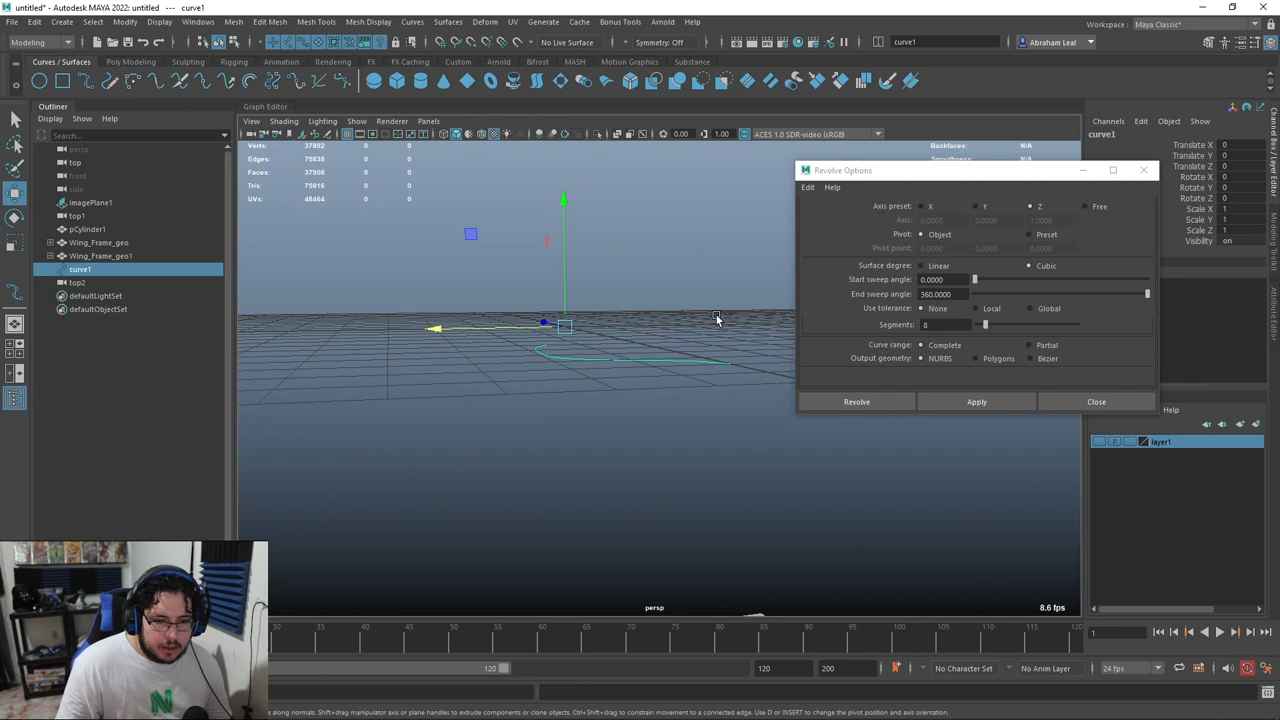 untitled* - Autodesk MAYA 2022: untitled --- curve1
File Edit Create Select Modify Display Windows Mesh Edit Mesh Mesh Tools Mesh Display Curves Surfaces Deform UV Generate Cache Bonus Tools Arnold Help
Workspace : Maya Classic*
Modeling No Live Surface Symmetry: Off curve1 Abraham Leal
Curves / Surfaces Poly Modeling Sculpting Rigging Animation Rendering FX FX Caching Custom Arnold Bifrost MASH Motion Graphics Substance
Outliner
Display Show Help
Search...
persp
top
front
side
imagePlane1
top1
pCylinder1
Wing_Frame_geo
Wing_Frame_geo1
curve1
top2
defaultLightSet
defaultObjectSet
Graph Editor
View Shading Lighting Show Renderer Panels
0.00 1.00 ACES 1.0 SDR-video (sRGB)
Verts: 37892 0 0
Edges: 75838 0 0
Faces: 37908 0 0
Tris: 75816 0 0
UVs: 48464 0 0
Backfaces: N/A
Smoothness: N/A
Revolve Options
Edit Help
Axis preset: X Y Z Free
Axis: 0.0000 0.0000 1.0000
Pivot: Object Preset
Pivot point: 0.0000 0.0000 0.0000
Surface degree: Linear Cubic
Start sweep angle: 0.0000
End sweep angle: 360.0000
Use tolerance: None Local Global
Segments: 8
Curve range: Complete Partial
Output geometry: NURBS Polygons Bezier
Revolve Apply Close
persp
8.6 fps
Channels Edit Object Show
curve1
Translate X 0
Translate Y 0
Translate Z 0
Rotate X 0
Rotate Y 0
Rotate Z 0
Scale X 1
Scale Y 1
Scale Z 1
Visibility on
Help
P layer1
Channel Box / Layer Editor
Modeling Toolkit
Attribute Editor
30 35 40 45 50 55 60 65 70 75 80 85 90 95 100 105 110 115 120
1
120 120 200 No Character Set No Anim Layer 24 fps
along normals. Shift+drag manipulator axis or plane handles to extrude components or clone objects. Ctrl+Shift+drag to constrain movement to a connected edge. Use D or INSERT to change the pivot position and axis orientation.